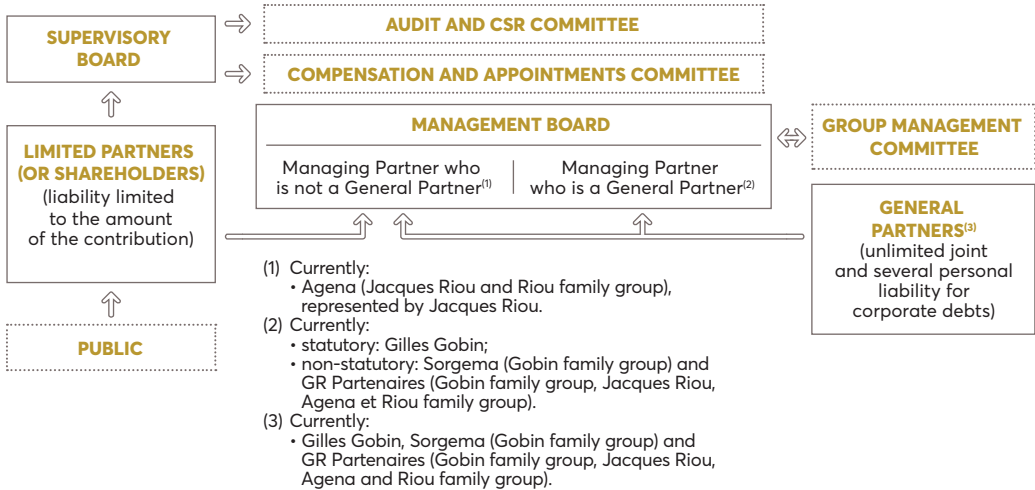 SUPERVISORY
BOARD
AUDIT AND CSR COMMITTEE
COMPENSATION AND APPOINTMENTS COMMITTEE
LIMITED PARTNERS
(OR SHAREHOLDERS)
(liability limited
to the amount
of the contribution)
PUBLIC
MANAGEMENT BOARD
Managing Partner who
is not a General Partner(1)
Managing Partner
who is a General Partner(2)
GROUP MANAGEMENT
COMMITTEE
GENERAL
PARTNERS(3)
(unlimited joint
and several personal
liability for
corporate debts)
(1) Currently:
• Agena (Jacques Riou and Riou family group),
represented by Jacques Riou.
(2) Currently:
• statutory: Gilles Gobin;
• non-statutory: Sorgema (Gobin family group) and
GR Partenaires (Gobin family group, Jacques Riou,
Agena et Riou family group).
(3) Currently:
• Gilles Gobin, Sorgema (Gobin family group) and
GR Partenaires (Gobin family group, Jacques Riou,
Agena and Riou family group).